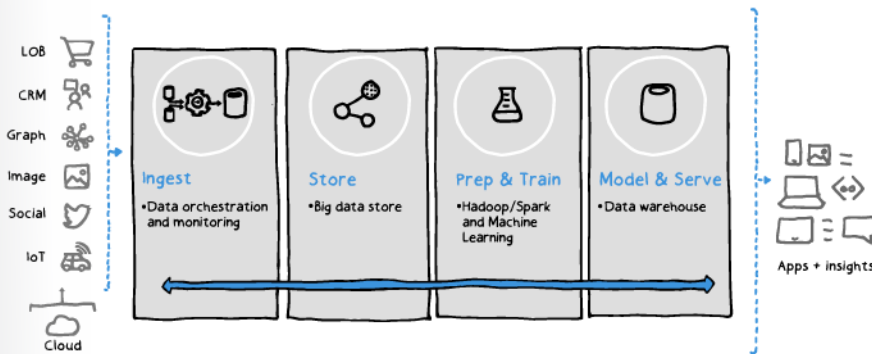 LOB
CRM
Graph
Image
Social
IoT
Cloud
Ingest
•Data orchestration
and monitoring
Store
•Big data store
Prep & Train
•Hadoop/Spark
and Machine
Learning
Model & Serve
•Data warehouse
Apps + insights